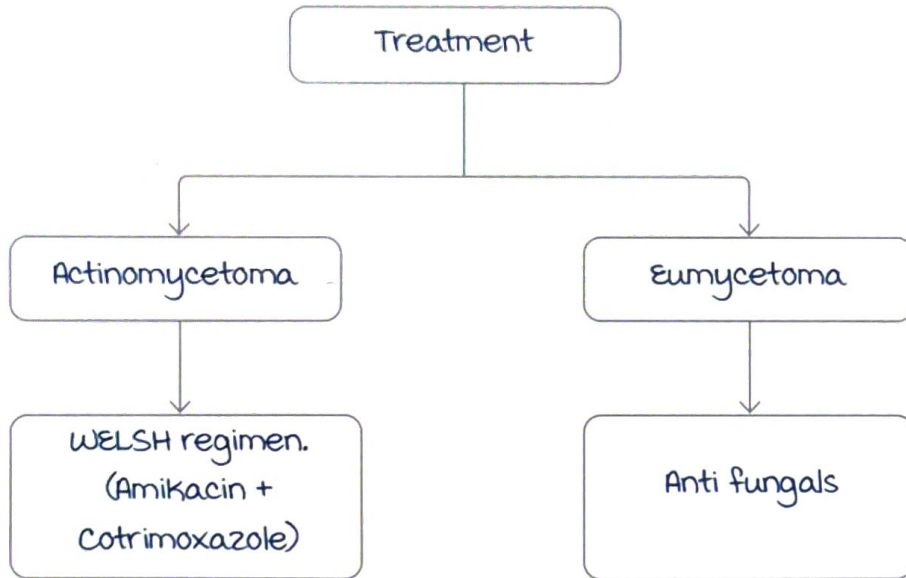 Treatment
Actinomycetoma
Eumycetoma
WELSH regimen.
(Amikacin +
Cotrimoxazole)
Anti fungals